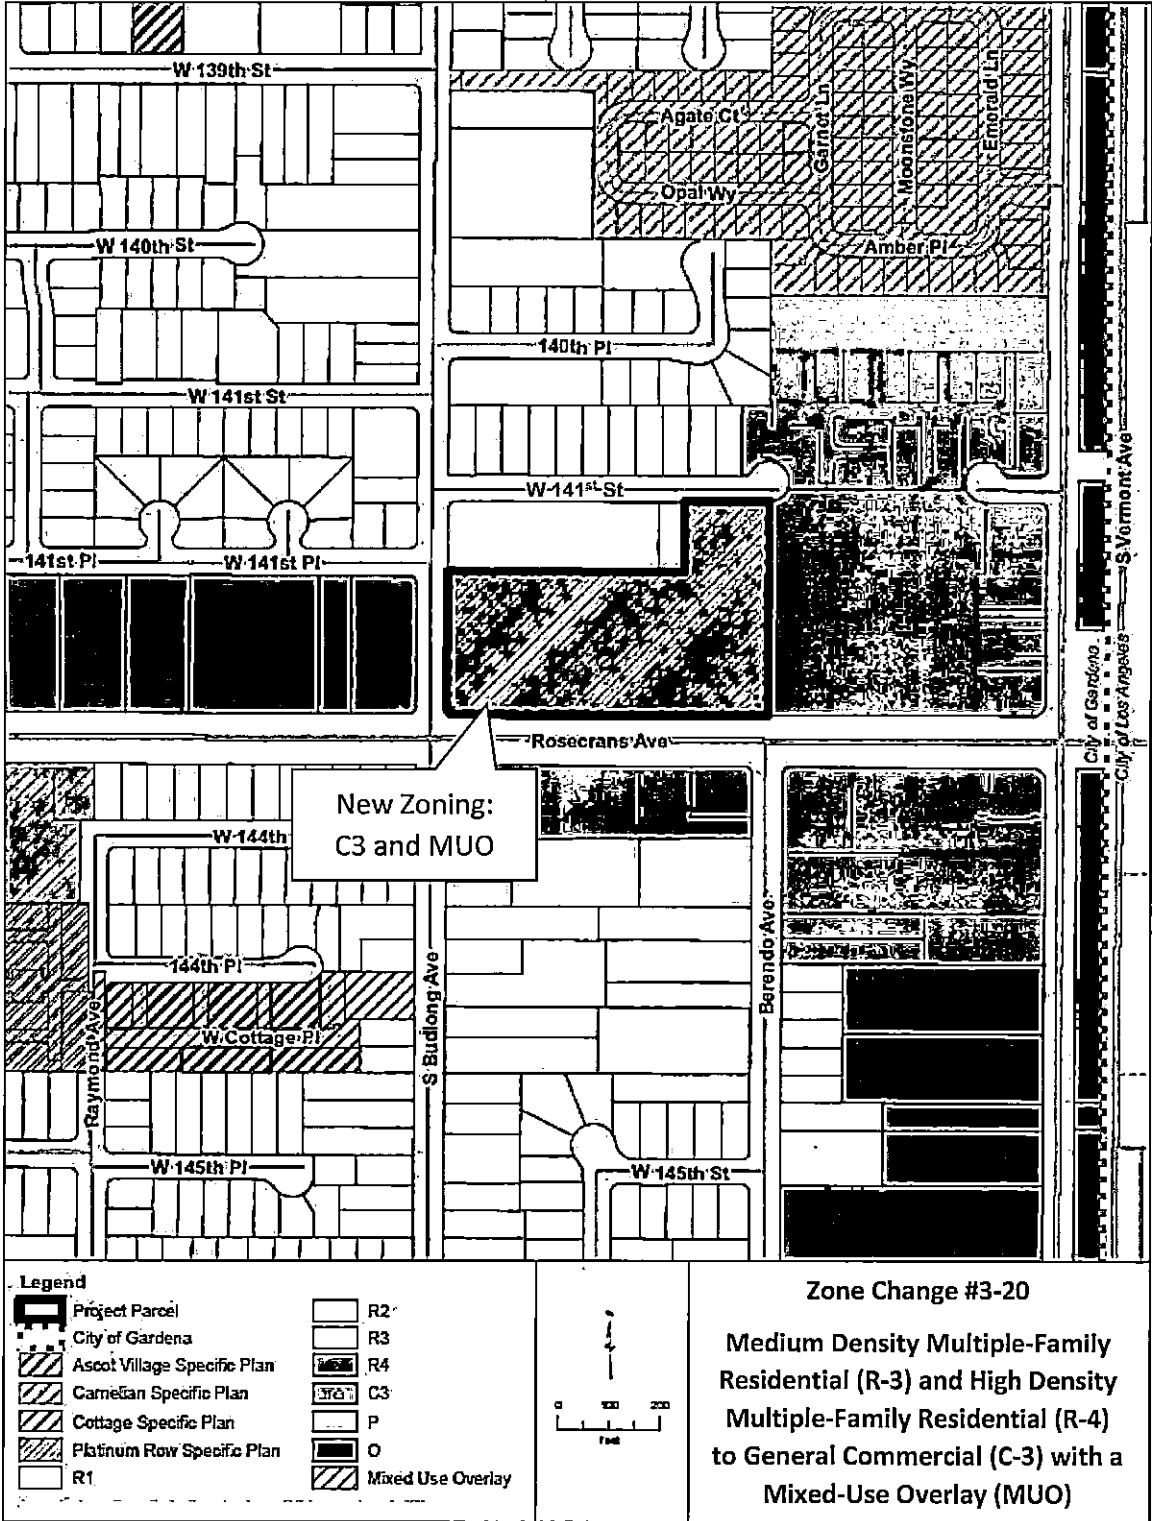 W 139th St
Agate Ct
Garnet Ln
Moonstone Wy
Emerald Ln
Opal Wy
W 140th St
Amber Pl
140th Pl
W 141st St
S Vermont Ave
W 141st St
141st Pl
W 141st Pl
City of Gardena
City of Los Angeles
Rosecrans Ave
New Zoning:
C3 and MUO
W 144th
Berendo Ave
144th Pl
S Budlong Ave
W Cottage Pl
Raymond Ave
W 145th Pl
W 145th St
Legend
Project Parcel
City of Gardena
Ascot Village Specific Plan
Carnelian Specific Plan
Cottage Specific Plan
Platinum Row Specific Plan
R1
R2
R3
R4
C3
P
O
Mixed Use Overlay
0 100 200
Feet
Zone Change #3-20
Medium Density Multiple-Family
Residential (R-3) and High Density
Multiple-Family Residential (R-4)
to General Commercial (C-3) with a
Mixed-Use Overlay (MUO)